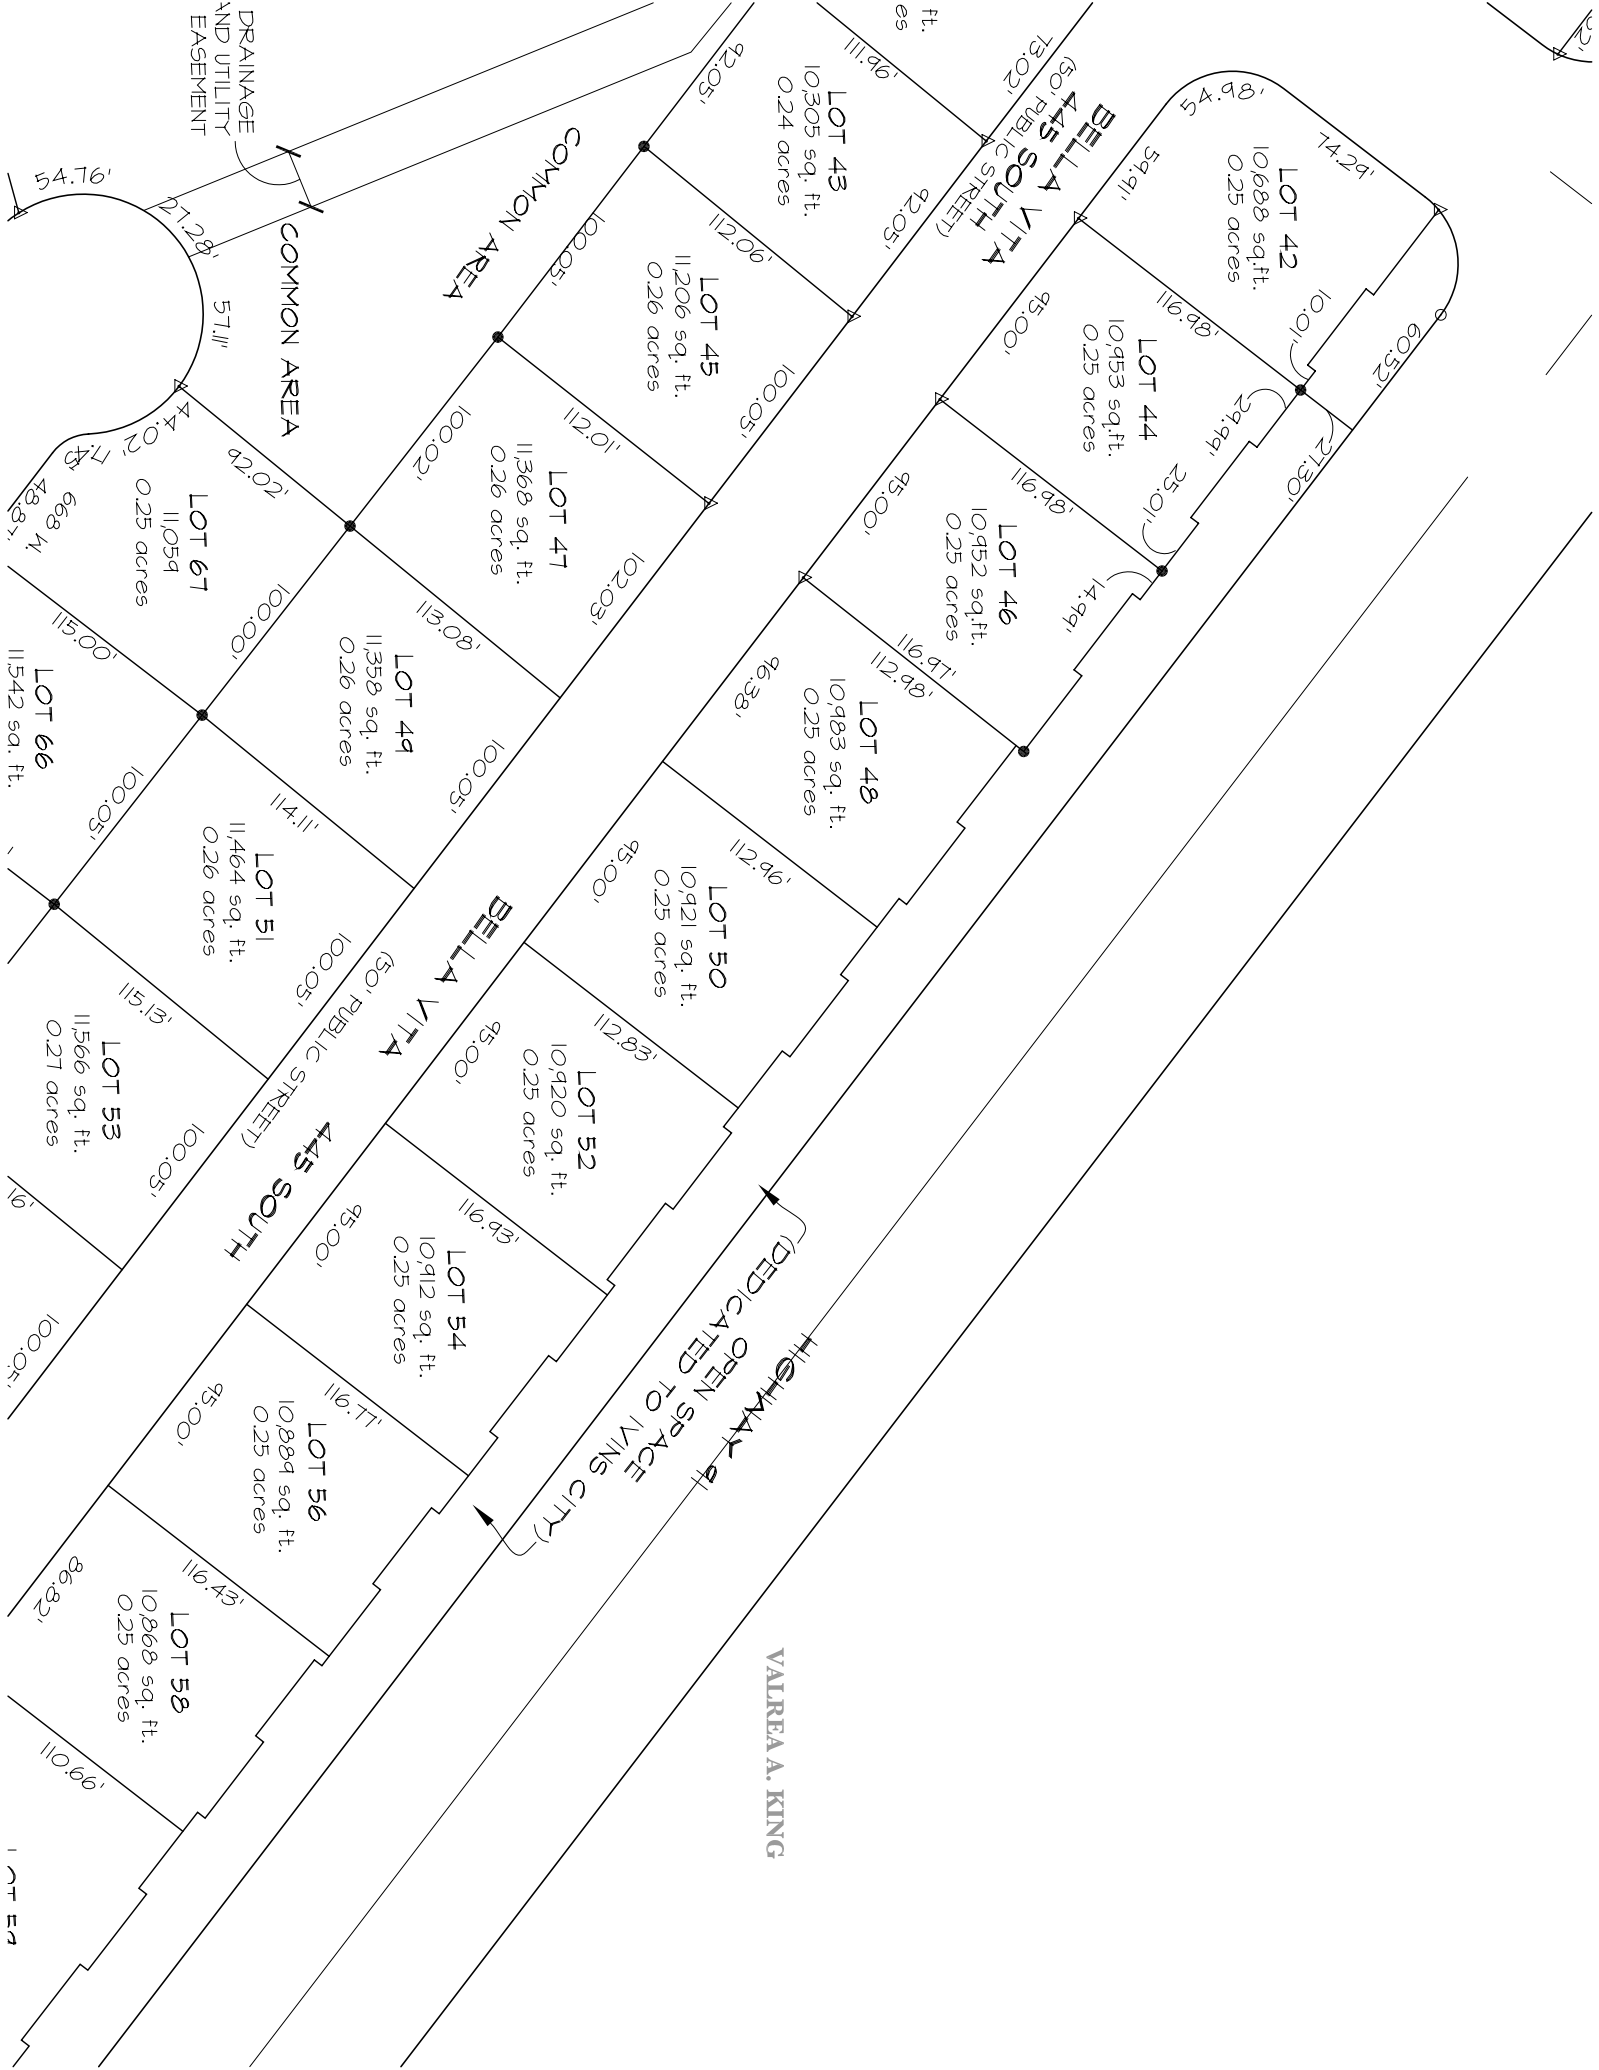 DRAINAGE
AND UTILITY
EASEMENT
54.76'
27.28'
57.11'
44.02'
COMMON AREA
COMMON AREA
ft.
111.96'
73.02'
92.05'
LOT 43
10,305 sq. ft.
0.24 acres
92.05'
112.06'
(50' PUBLIC STREET)
445 SOUTH
BELLA VITA
54.98'
74.29'
59.91'
LOT 42
10,688 sq.ft.
0.25 acres
10.01'
60.52'
27.30'
116.98'
100.05'
LOT 45
11,206 sq. ft.
0.26 acres
100.05'
112.01'
95.00'
LOT 44
10,953 sq.ft.
0.25 acres
29.99'
25.01'
116.98'
100.02'
LOT 47
11,368 sq. ft.
0.26 acres
102.03'
113.08'
95.00'
LOT 46
10,952 sq.ft.
0.25 acres
14.99'
116.97'
112.98'
92.02'
LOT 67
11,059
0.25 acres
668 W.
115.00'
100.00'
LOT 49
11,358 sq. ft.
0.26 acres
100.05'
114.11'
96.38'
LOT 48
10,983 sq. ft.
0.25 acres
112.96'
LOT 66
11,542 sq. ft.
100.05'
LOT 51
11,464 sq. ft.
0.26 acres
100.05'
115.13'
95.00'
LOT 50
10,921 sq. ft.
0.25 acres
112.83'
BELLA VITA
(50' PUBLIC STREET)
445 SOUTH
LOT 53
11,566 sq. ft.
0.27 acres
100.05'
16'
100.05'
95.00'
LOT 52
10,920 sq. ft.
0.25 acres
116.93'
95.00'
LOT 54
10,912 sq. ft.
0.25 acres
116.77'
95.00'
LOT 56
10,889 sq. ft.
0.25 acres
116.43'
86.82'
LOT 58
10,868 sq. ft.
0.25 acres
110.66'
HIGHWAY 91
OPEN SPACE
(DEDICATED TO IVINS CITY)
VALREA A. KING